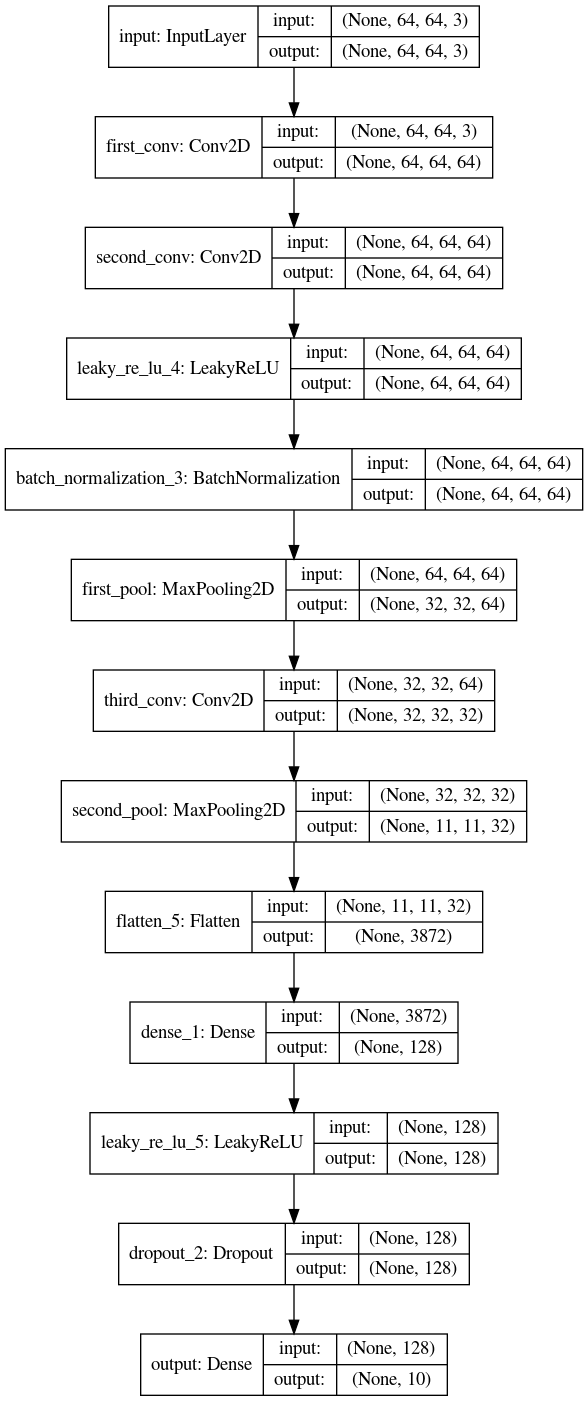 input: InputLayer
input: (None, 64, 64, 3)
output: (None, 64, 64, 3)
first_conv: Conv2D
input: (None, 64, 64, 3)
output: (None, 64, 64, 64)
second_conv: Conv2D
input: (None, 64, 64, 64)
output: (None, 64, 64, 64)
leaky_re_lu_4: LeakyReLU
input: (None, 64, 64, 64)
output: (None, 64, 64, 64)
batch_normalization_3: BatchNormalization
input: (None, 64, 64, 64)
output: (None, 64, 64, 64)
first_pool: MaxPooling2D
input: (None, 64, 64, 64)
output: (None, 32, 32, 64)
third_conv: Conv2D
input: (None, 32, 32, 64)
output: (None, 32, 32, 32)
second_pool: MaxPooling2D
input: (None, 32, 32, 32)
output: (None, 11, 11, 32)
flatten_5: Flatten
input: (None, 11, 11, 32)
output: (None, 3872)
dense_1: Dense
input: (None, 3872)
output: (None, 128)
leaky_re_lu_5: LeakyReLU
input: (None, 128)
output: (None, 128)
dropout_2: Dropout
input: (None, 128)
output: (None, 128)
output: Dense
input: (None, 128)
output: (None, 10)